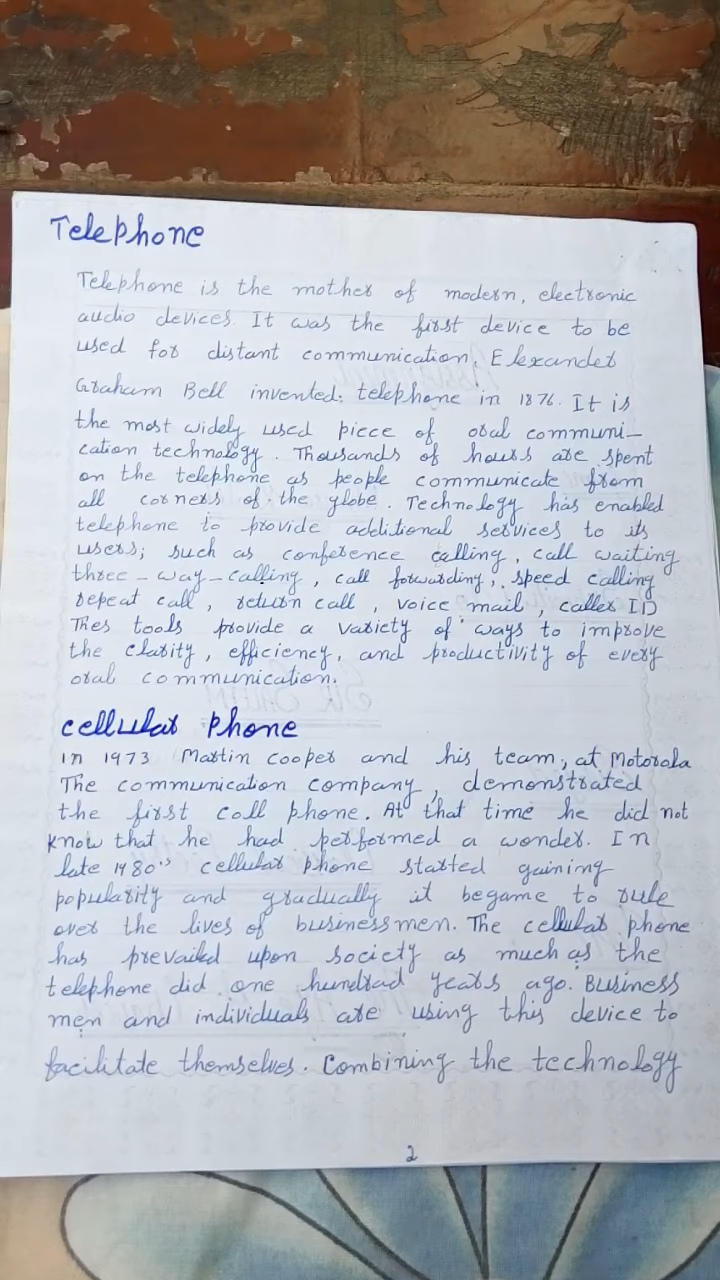 Telephone
Telephone is the mother of modern, electronic
audio devices. It was the first device to be
used for distant communication, Elexander
Graham Bell invented; telephone in 1876. It is
the most widely used piece of oral communi-
cation technology. Thousands of hours are spent
on the telephone as people communicate from
all corners of the globe. Technology has enabled
telephone to provide additional services to its
users; such as conference calling, call waiting
three-way-calling, call forwarding, speed calling
repeat call, return call, voice mail, caller ID
Thes tools provide a variety of ways to improve
the clarity, efficiency, and productivity of every
oral communication.
cellular phone
in 1973 Martin cooper and his team, at Motorola
The communication company, demonstrated
the first coll phone. At that time he did not
know that he had performed a wonder. In
late 1980's cellular phone started gaining
popularity and gradually it begame to rule
over the lives of businessmen. The cellular phone
has prevailed upon society as much as the
telephone did one hundrad years ago. Business
men and individuals are using this device to
facilitate themselves. Combining the technology
2